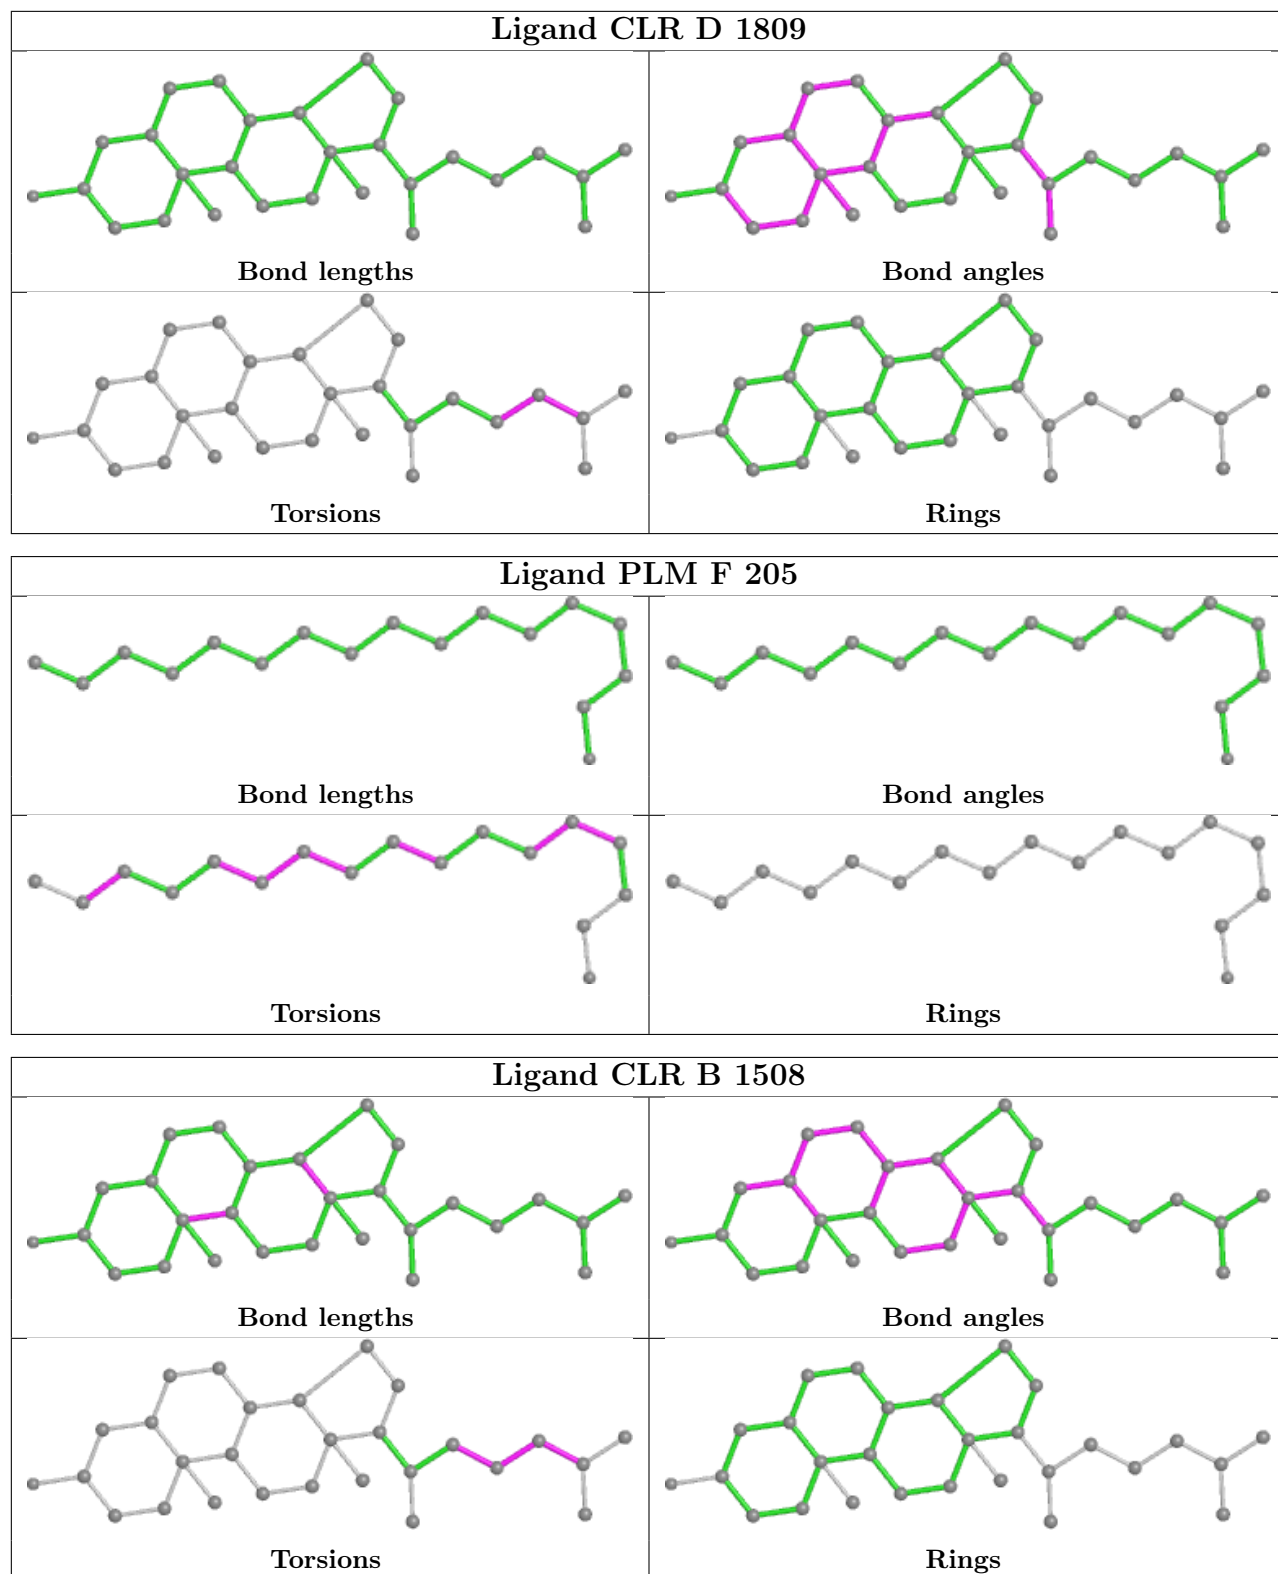 Ligand CLR D 1809
Bond lengths
Bond angles
Torsions
Rings
Ligand PLM F 205
Bond lengths
Bond angles
Torsions
Rings
Ligand CLR B 1508
Bond lengths
Bond angles
Torsions
Rings